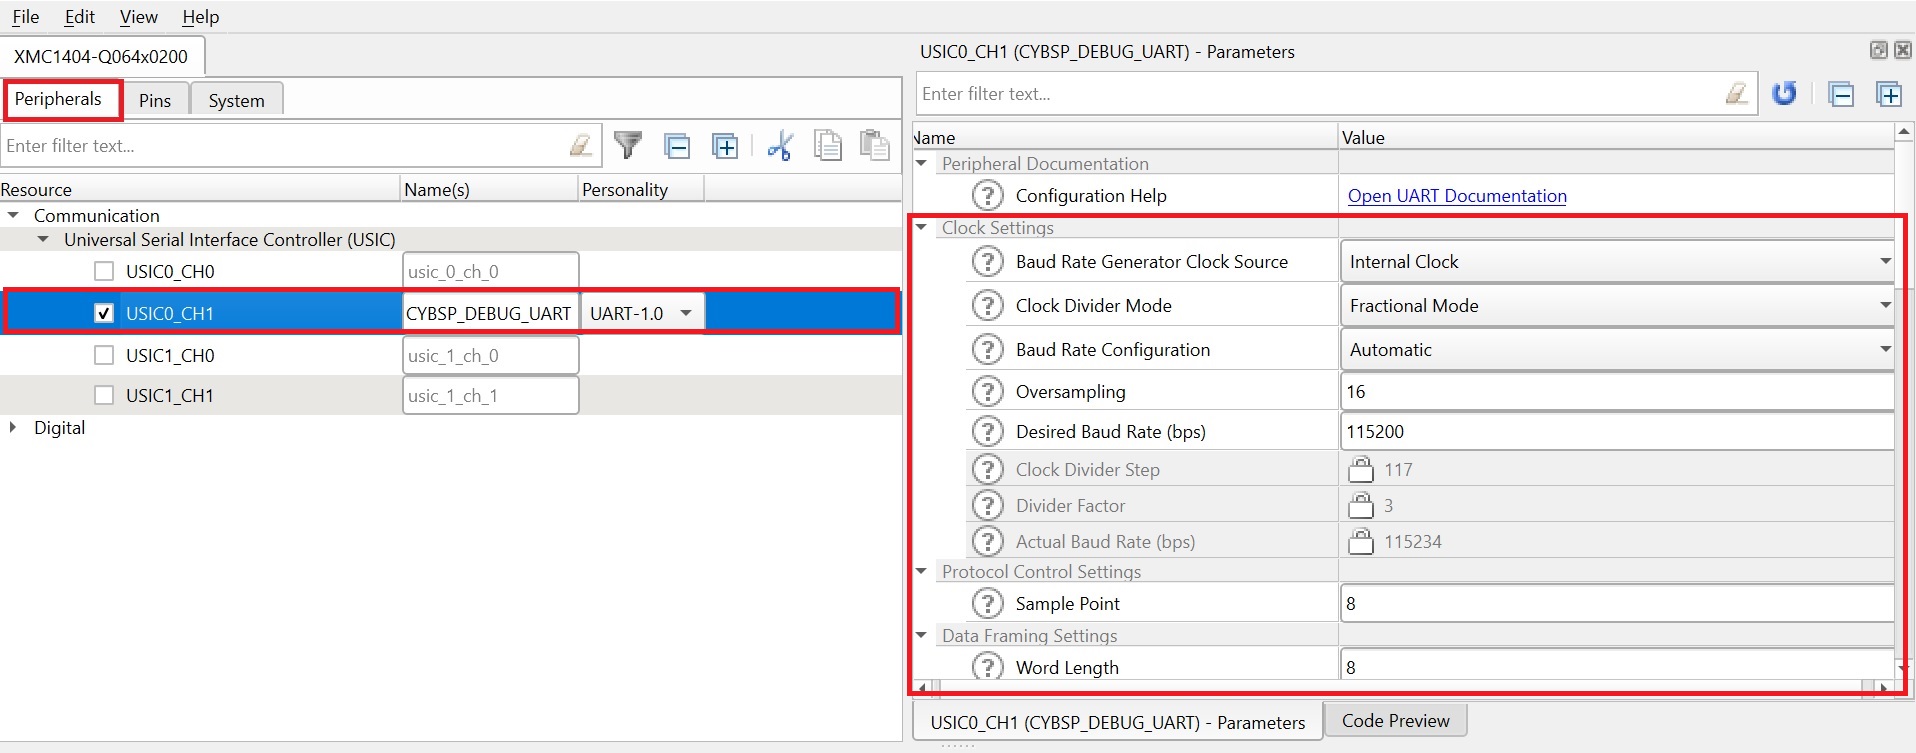 File Edit View Help
XMC1404-Q064x0200
Peripherals Pins System
Enter filter text...
Resource Name(s) Personality
Communication
Universal Serial Interface Controller (USIC)
USIC0_CH0 usic_0_ch_0
USIC0_CH1 CYBSP_DEBUG_UART UART-1.0
USIC1_CH0 usic_1_ch_0
USIC1_CH1 usic_1_ch_1
Digital
USIC0_CH1 (CYBSP_DEBUG_UART) - Parameters
Enter filter text...
Name Value
Peripheral Documentation
Configuration Help Open UART Documentation
Clock Settings
Baud Rate Generator Clock Source Internal Clock
Clock Divider Mode Fractional Mode
Baud Rate Configuration Automatic
Oversampling 16
Desired Baud Rate (bps) 115200
Clock Divider Step 117
Divider Factor 3
Actual Baud Rate (bps) 115234
Protocol Control Settings
Sample Point 8
Data Framing Settings
Word Length 8
USIC0_CH1 (CYBSP_DEBUG_UART) - Parameters Code Preview